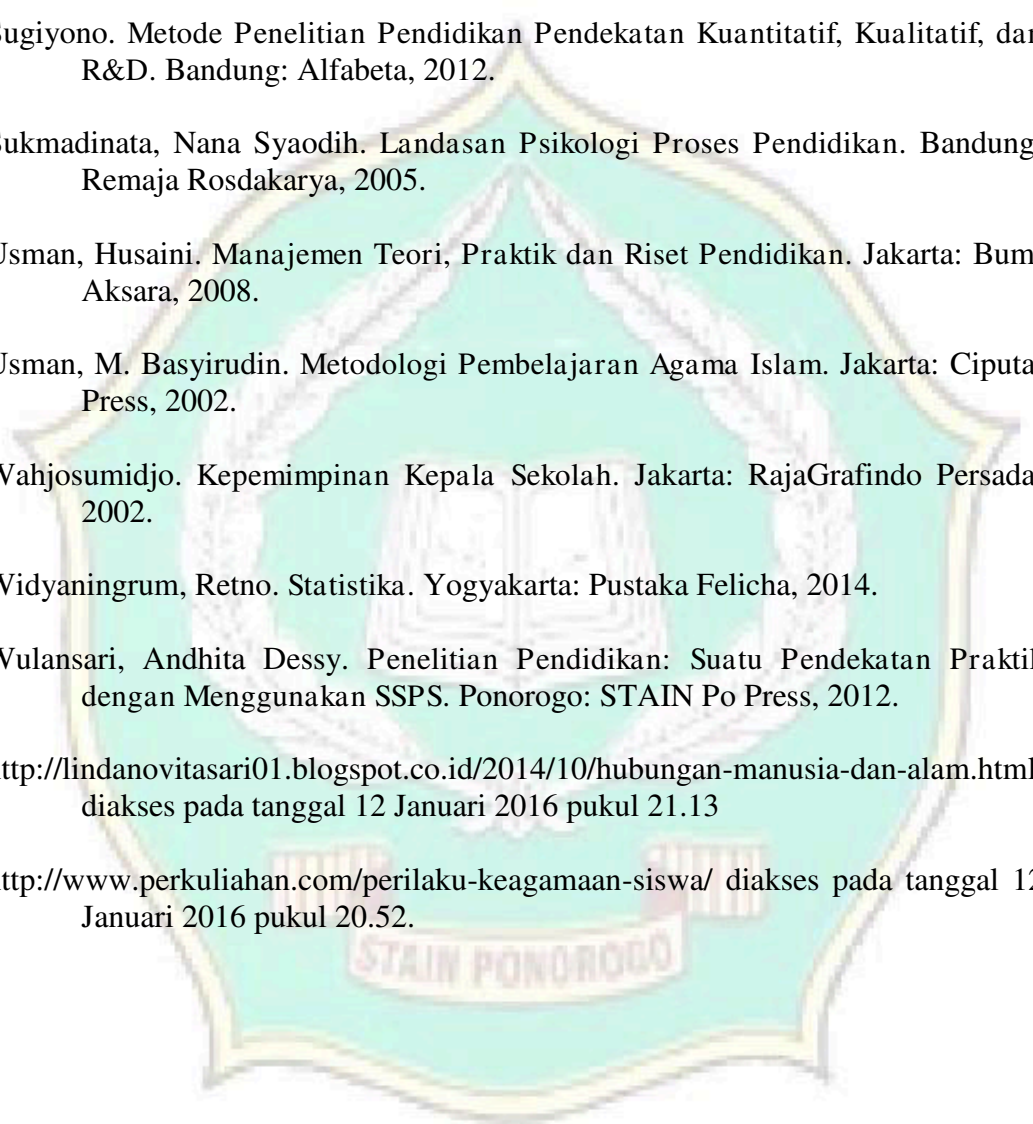 Sugiyono. Metode Penelitian Pendidikan Pendekatan Kuantitatif, Kualitatif, dan
R&D. Bandung: Alfabeta, 2012.
Sukmadinata, Nana Syaodih. Landasan Psikologi Proses Pendidikan. Bandung
Remaja Rosdakarya, 2005.
Usman, Husaini. Manajemen Teori, Praktik dan Riset Pendidikan. Jakarta: Bum
Aksara, 2008.
Usman, M. Basyirudin. Metodologi Pembelajaran Agama Islam. Jakarta: Ciputa
Press, 2002.
Wahjosumidjo. Kepemimpinan Kepala Sekolah. Jakarta: RajaGrafindo Persada
2002.
Widyaningrum, Retno. Statistika. Yogyakarta: Pustaka Felicha, 2014.
Wulansari, Andhita Dessy. Penelitian Pendidikan: Suatu Pendekatan Praktik
dengan Menggunakan SSPS. Ponorogo: STAIN Po Press, 2012.
http://lindanovitasari01.blogspot.co.id/2014/10/hubungan-manusia-dan-alam.html
diakses pada tanggal 12 Januari 2016 pukul 21.13
http://www.perkuliahan.com/perilaku-keagamaan-siswa/ diakses pada tanggal 12
Januari 2016 pukul 20.52.
STAIN PONOROGO